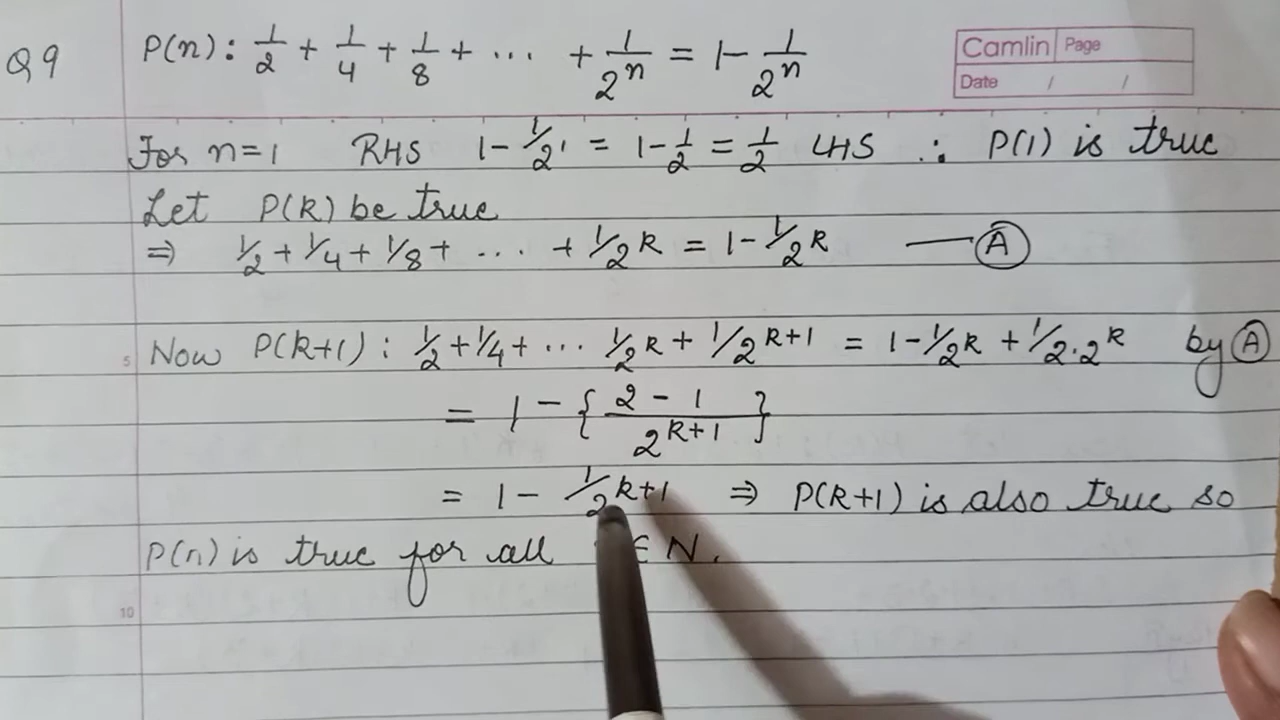 Q9 P(n): 1/2 + 1/4 + 1/8 + ... + 1/2^n = 1 - 1/2^n
Camlin Page
Date / /
For n=1 RHS 1-1/2^1 = 1-1/2 = 1/2 LHS ∴ P(1) is true
Let P(k) be true
⇒ 1/2 + 1/4 + 1/8 + ... + 1/2^k = 1 - 1/2^k — Ⓐ
5 Now P(k+1): 1/2 + 1/4 + ... 1/2^k + 1/2^(k+1) = 1 - 1/2^k + 1/2.2^k by Ⓐ
= 1 - { (2 - 1)/2^(k+1) }
= 1 - 1/2^(k+1) ⇒ P(k+1) is also true so
P(n) is true for all ∈ N.
10